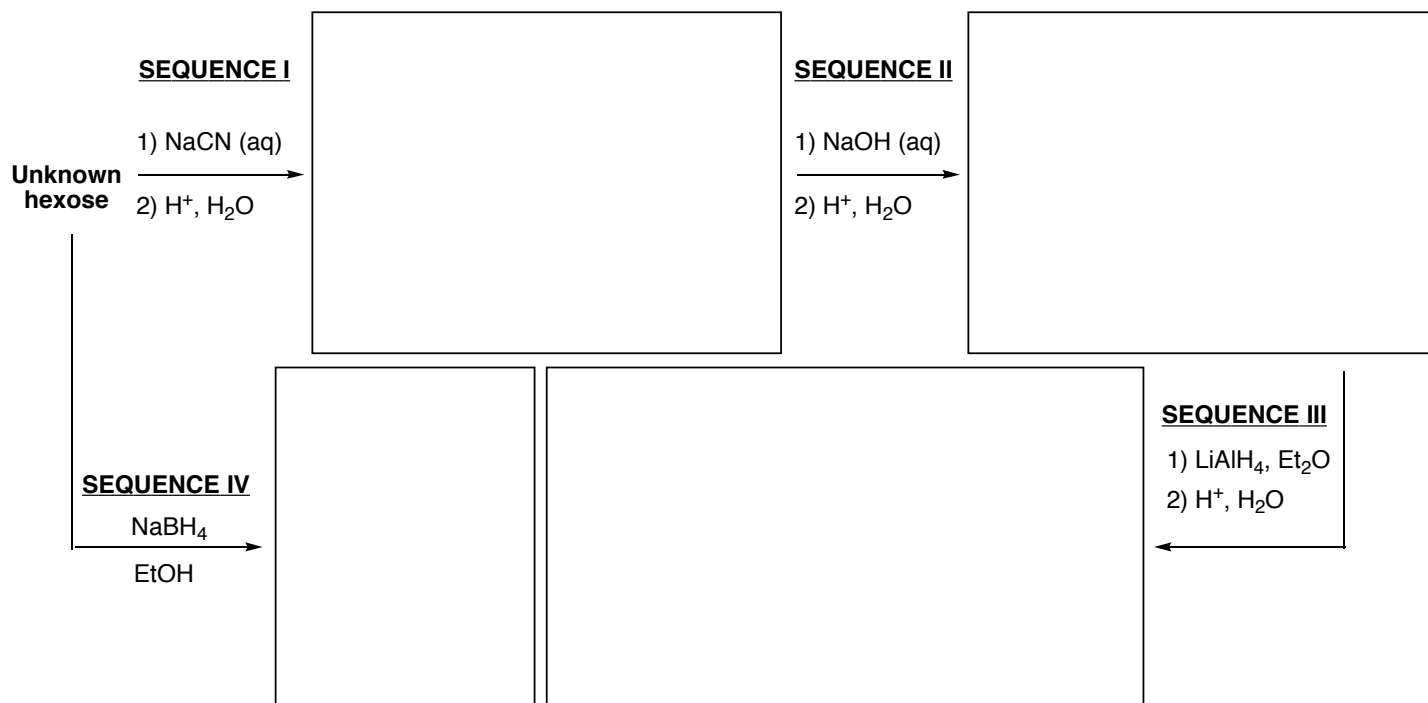 SEQUENCE I
1) NaCN (aq)
2) H⁺, H₂O
Unknown
hexose
SEQUENCE II
1) NaOH (aq)
2) H⁺, H₂O
SEQUENCE III
1) LiAlH₄, Et₂O
2) H⁺, H₂O
SEQUENCE IV
NaBH₄
EtOH